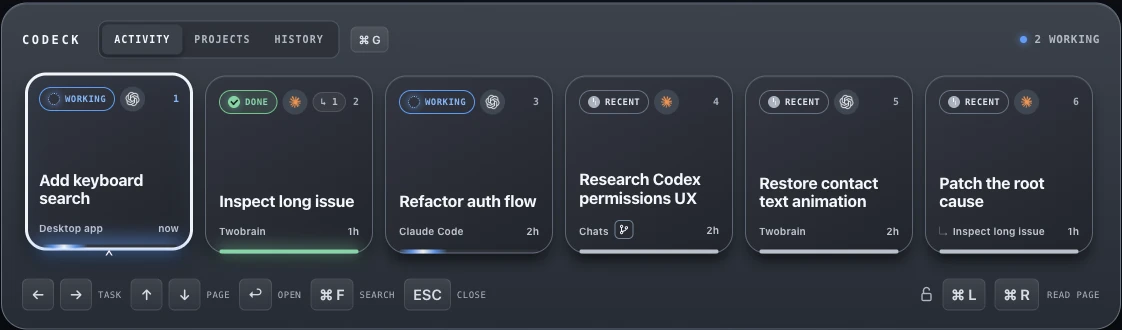 CODECK
ACTIVITY PROJECTS HISTORY ⌘ G
2 WORKING
WORKING 1
Add keyboard
search
Desktop app now
DONE ↳ 1 2
Inspect long issue
Twobrain 1h
WORKING 3
Refactor auth flow
Claude Code 2h
RECENT 4
Research Codex
permissions UX
Chats 2h
RECENT 5
Restore contact
text animation
Twobrain 2h
RECENT 6
Patch the root
cause
Inspect long issue 1h
← → TASK ↑ ↓ PAGE ↩ OPEN ⌘ F SEARCH ESC CLOSE
⌘ L ⌘ R READ PAGE